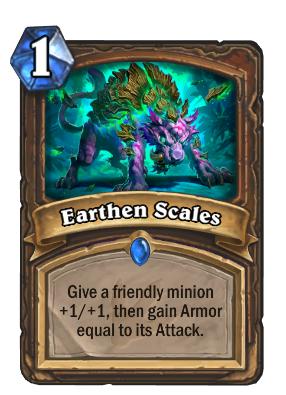 1
Earthen Scales
Give a friendly minion
+1/+1, then gain Armor
equal to its Attack.